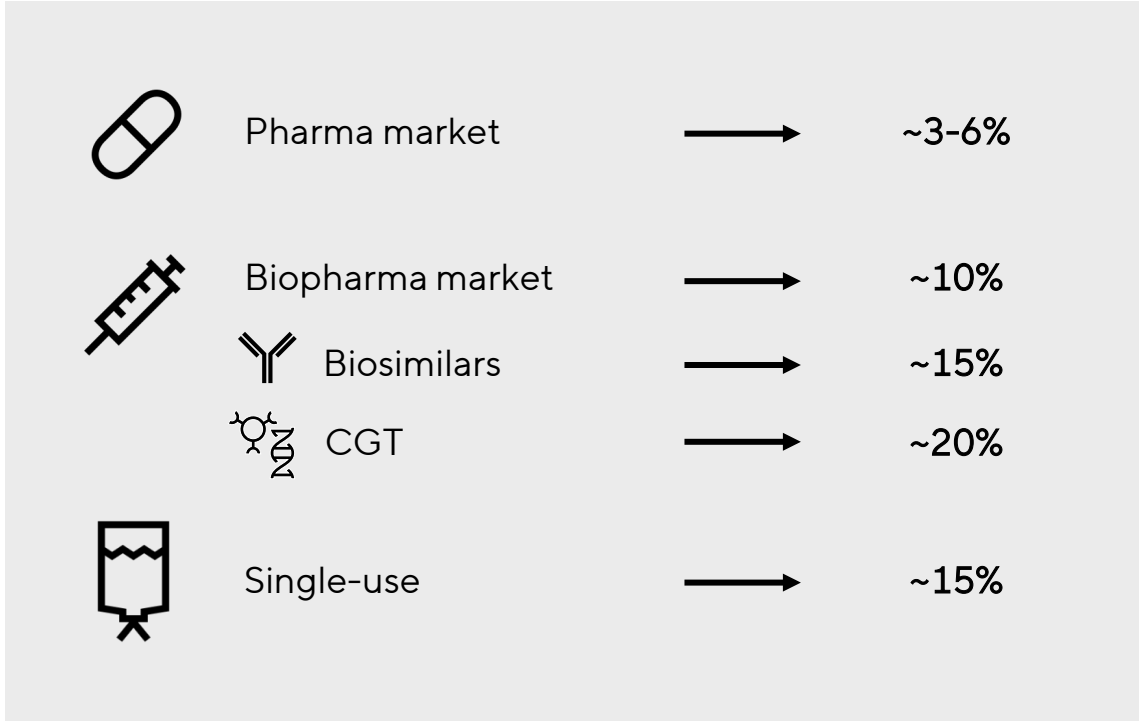 Pharma market ~3-6%
Biopharma market ~10%
Biosimilars ~15%
CGT ~20%
Single-use ~15%